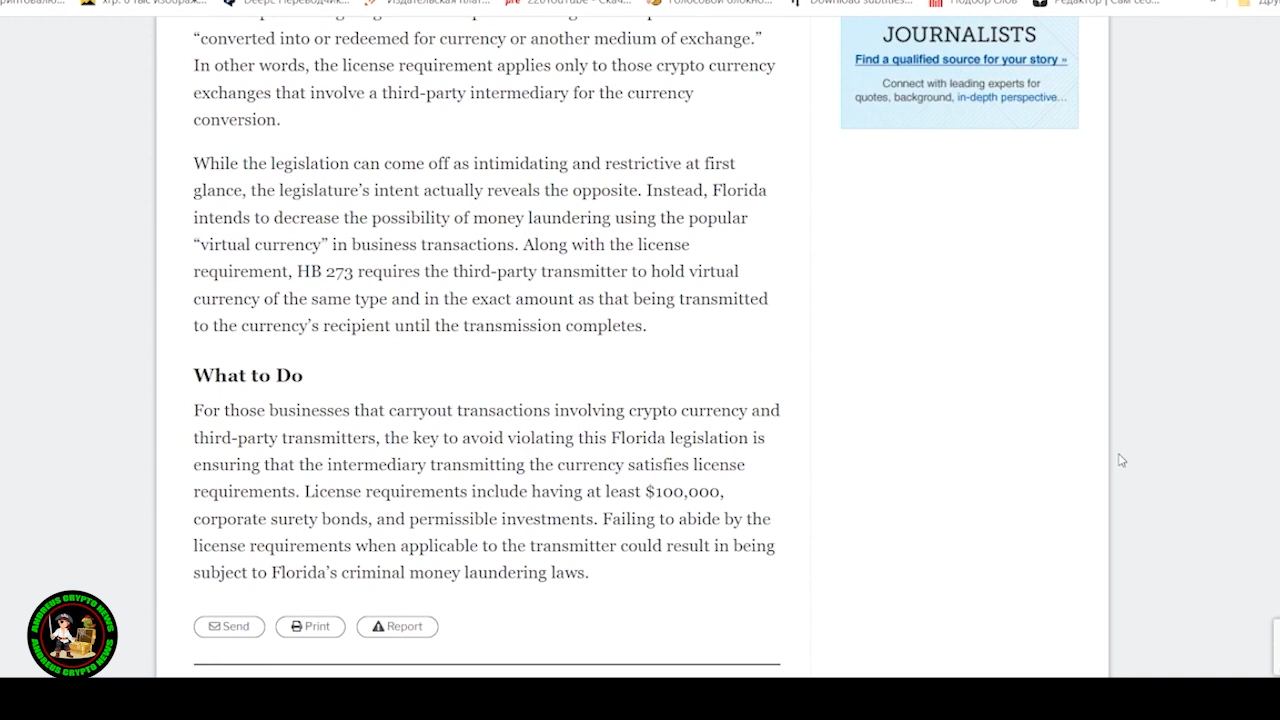 “converted into or redeemed for currency or another medium of exchange.”
In other words, the license requirement applies only to those crypto currency
exchanges that involve a third-party intermediary for the currency
conversion.
While the legislation can come off as intimidating and restrictive at first
glance, the legislature’s intent actually reveals the opposite. Instead, Florida
intends to decrease the possibility of money laundering using the popular
“virtual currency” in business transactions. Along with the license
requirement, HB 273 requires the third-party transmitter to hold virtual
currency of the same type and in the exact amount as that being transmitted
to the currency’s recipient until the transmission completes.
What to Do
For those businesses that carryout transactions involving crypto currency and
third-party transmitters, the key to avoid violating this Florida legislation is
ensuring that the intermediary transmitting the currency satisfies license
requirements. License requirements include having at least $100,000,
corporate surety bonds, and permissible investments. Failing to abide by the
license requirements when applicable to the transmitter could result in being
subject to Florida’s criminal money laundering laws.
Send
Print
Report
JOURNALISTS
Find a qualified source for your story »
Connect with leading experts for
quotes, background, in-depth perspective…
ANDREUS CRYPTO NEWS
ANDREUS CRYPTO NEWS